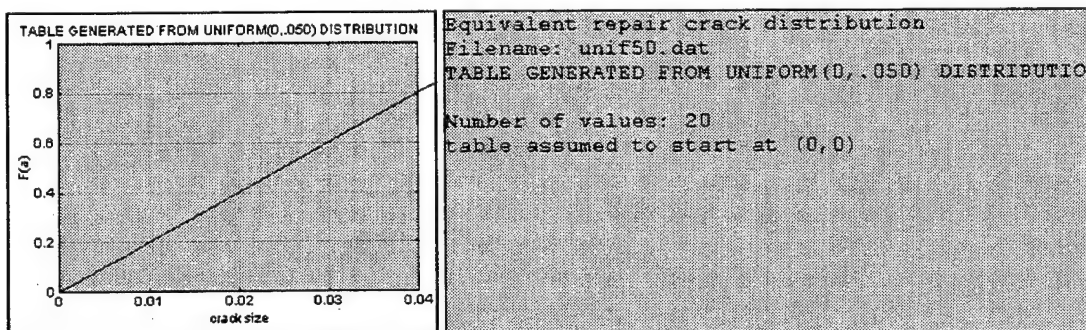 TABLE GENERATED FROM UNIFORM(0,.050) DISTRIBUTION
1
0.8
0.6
0.4
0.2
0
F(a)
0
0.01
0.02
0.03
0.04
crack size
Equivalent repair crack distribution
Filename: unif50.dat
TABLE GENERATED FROM UNIFORM(0,.050) DISTRIBUTIO
Number of values: 20
table assumed to start at (0,0)